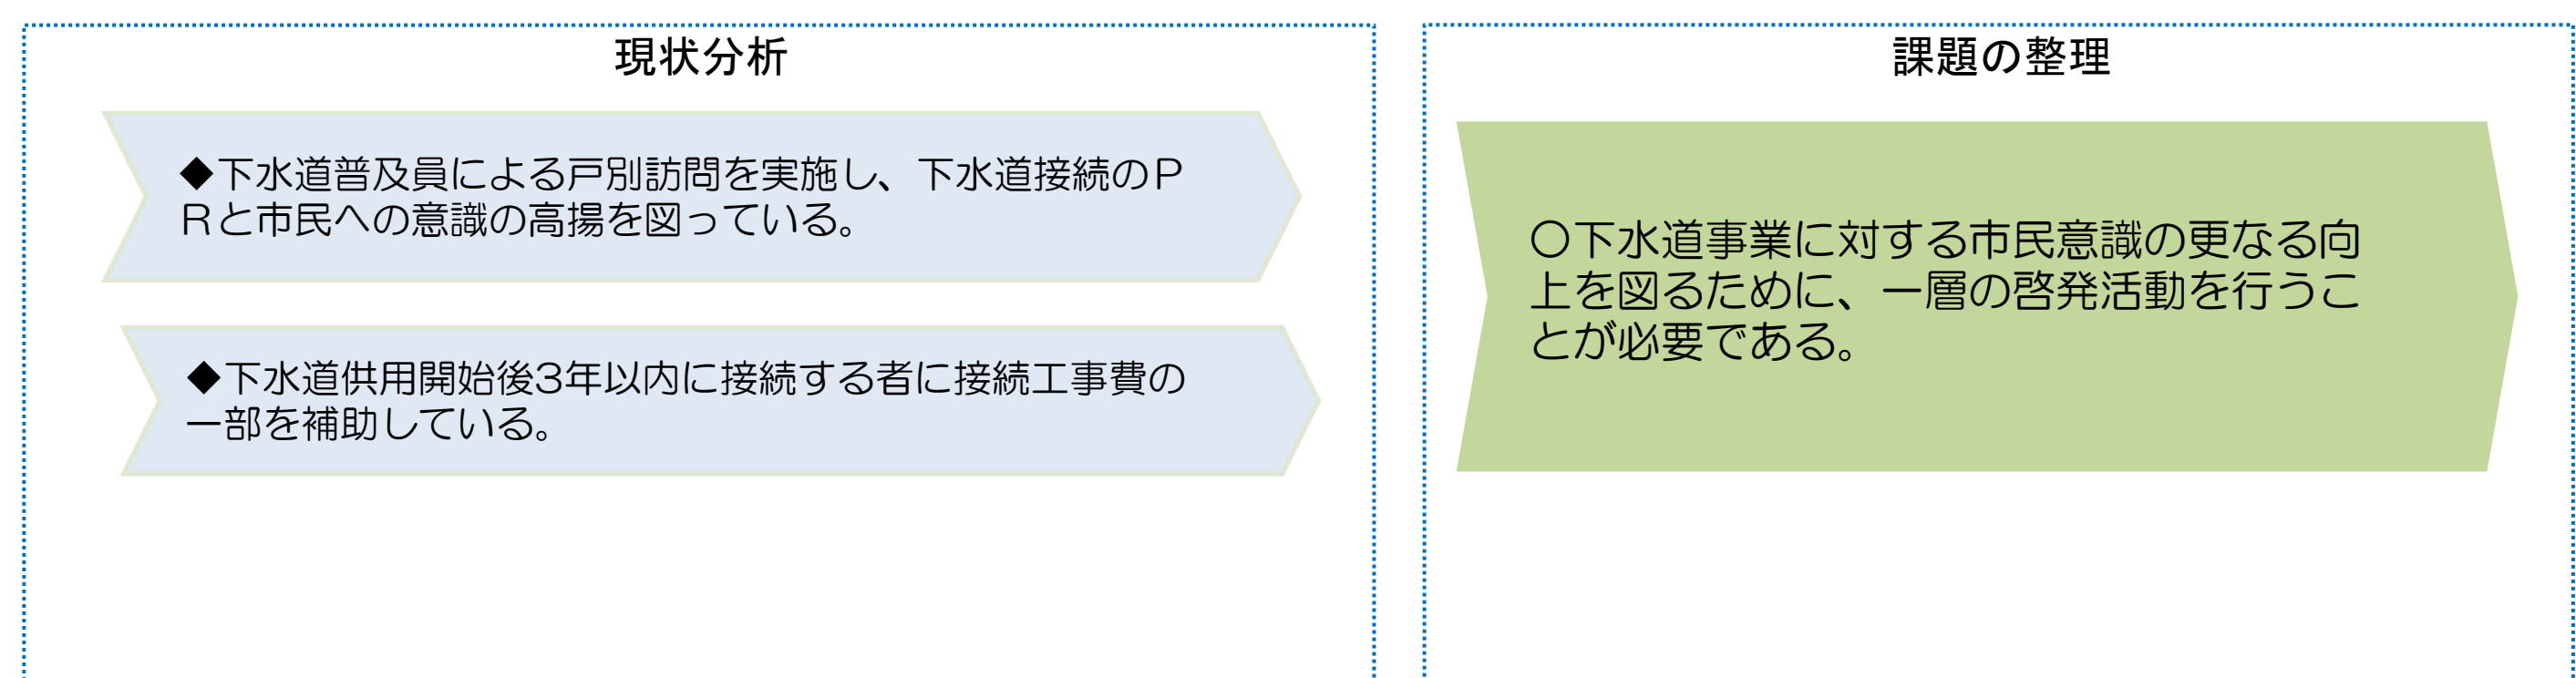 現状分析
◆下水道普及員による戸別訪問を実施し、下水道接続のＰ
Ｒと市民への意識の高揚を図っている。
◆下水道供用開始後3年以内に接続する者に接続工事費の
一部を補助している。
課題の整理
〇下水道事業に対する市民意識の更なる向
上を図るために、一層の啓発活動を行うこ
とが必要である。